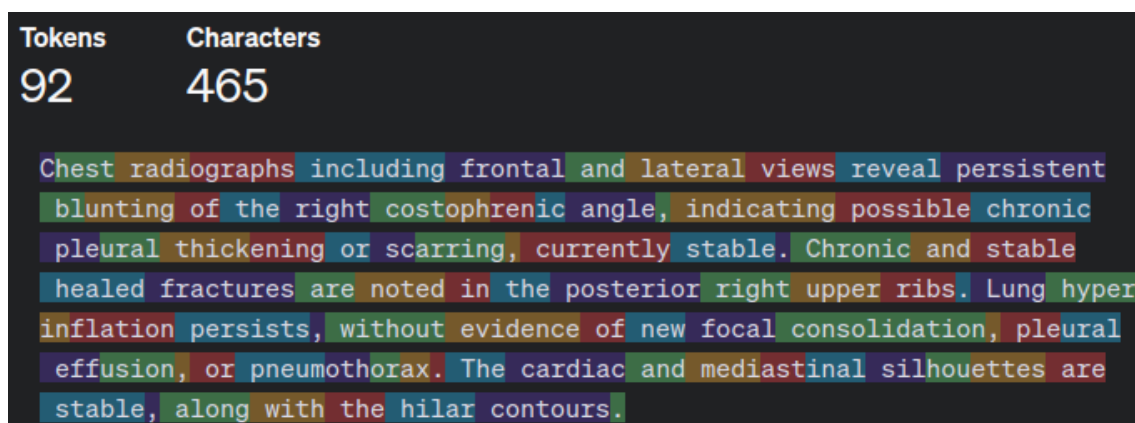 Tokens Characters
92 465
Chest radiographs including frontal and lateral views reveal persistent
blunting of the right costophrenic angle, indicating possible chronic
pleural thickening or scarring, currently stable. Chronic and stable
healed fractures are noted in the posterior right upper ribs. Lung hyper
inflation persists, without evidence of new focal consolidation, pleural
effusion, or pneumothorax. The cardiac and mediastinal silhouettes are
stable, along with the hilar contours.